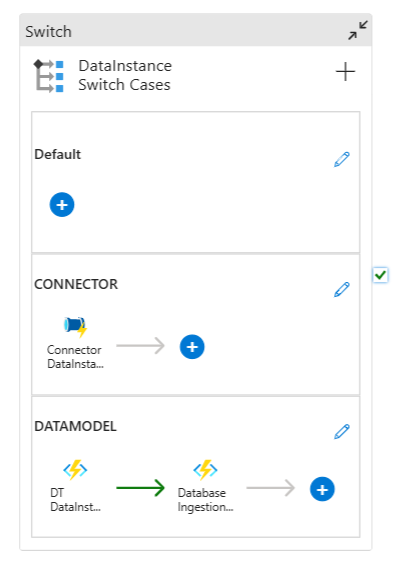 Switch
DataInstance
Switch Cases
Default
CONNECTOR
Connector
DataInsta...
DATAMODEL
DT
DataInst...
Database
Ingestion...